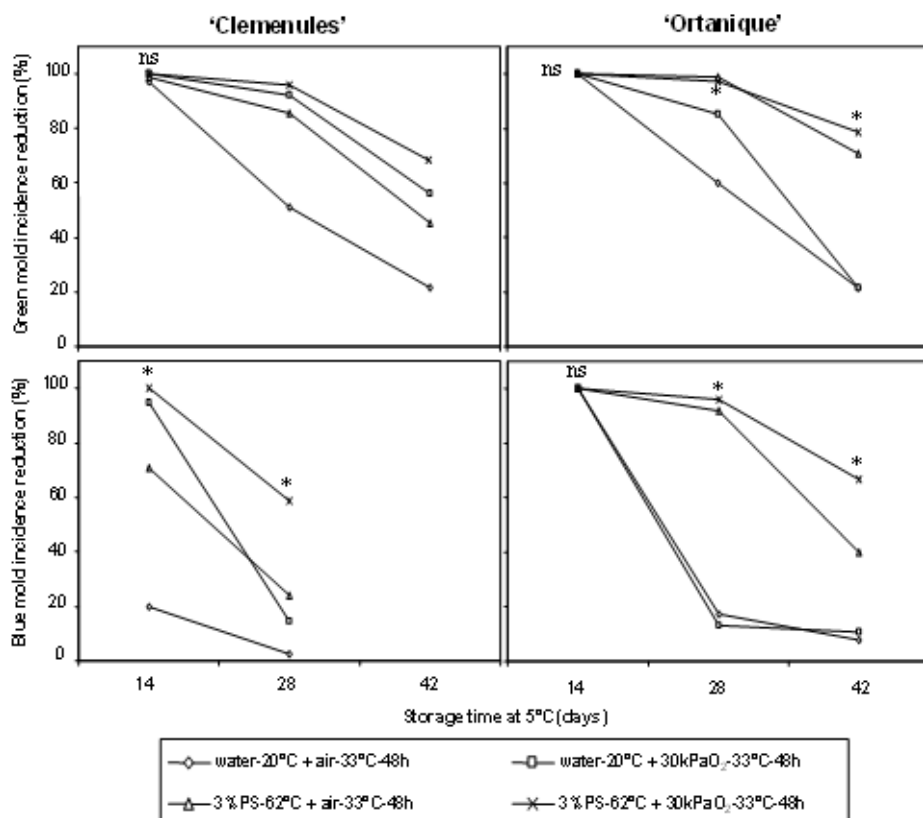 ‘Clemenules’
‘Ortanique’
Green mold incidence reduction (%)
100
80
60
40
20
0
ns
ns
*
*
Blue mold incidence reduction (%)
100
80
60
40
20
0
*
*
ns
*
*
14
28
42
14
28
42
Storage time at 5°C (days)
water-20°C + air-33°C-48h
water-20°C + 30kPaO₂-33°C-48h
3%PS-62°C + air-33°C-48h
3%PS-62°C + 30kPaO₂-33°C-48h